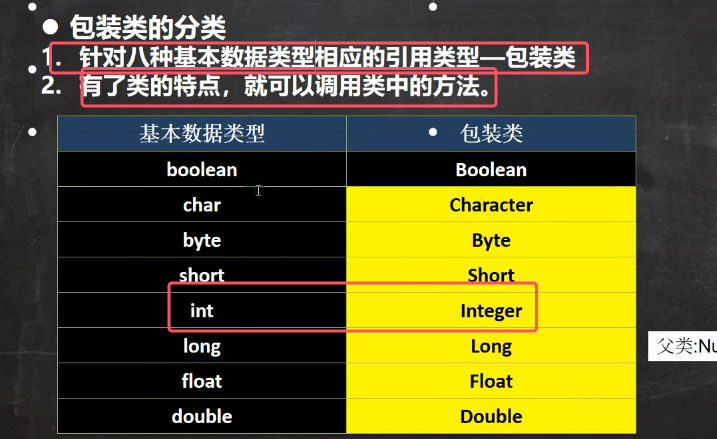 包装类的分类
1. 针对八种基本数据类型相应的引用类型—包装类
2. 有了类的特点，就可以调用类中的方法。
基本数据类型 包装类
boolean Boolean
char Character
byte Byte
short Short
int Integer
long Long
float Float
double Double
父类:Nu